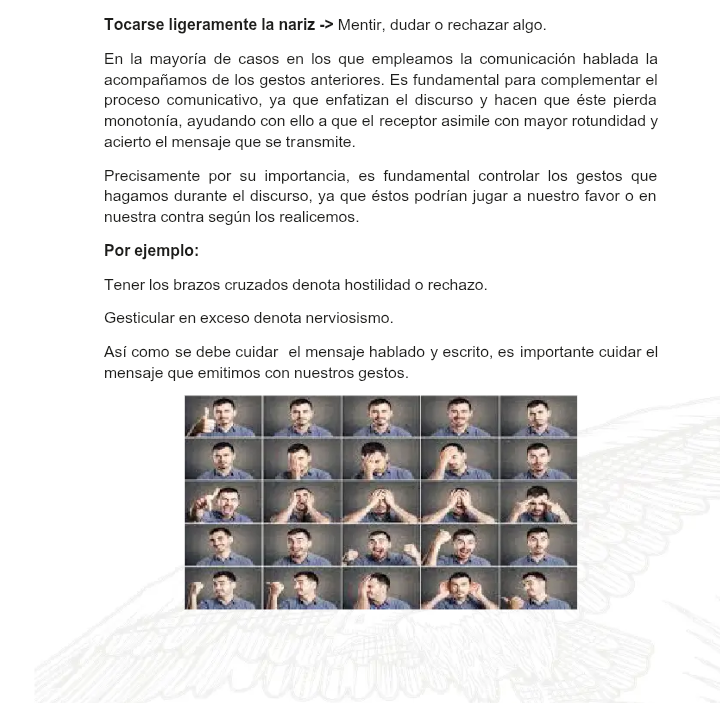 Tocarse ligeramente la nariz -> Mentir, dudar o rechazar algo.
En la mayoría de casos en los que empleamos la comunicación hablada la
acompañamos de los gestos anteriores. Es fundamental para complementar el
proceso comunicativo, ya que enfatizan el discurso y hacen que éste pierda
monotonía, ayudando con ello a que el receptor asimile con mayor rotundidad y
acierto el mensaje que se transmite.
Precisamente por su importancia, es fundamental controlar los gestos que
hagamos durante el discurso, ya que éstos podrían jugar a nuestro favor o en
nuestra contra según los realicemos.
Por ejemplo:
Tener los brazos cruzados denota hostilidad o rechazo.
Gesticular en exceso denota nerviosismo.
Así como se debe cuidar  el mensaje hablado y escrito, es importante cuidar el
mensaje que emitimos con nuestros gestos.